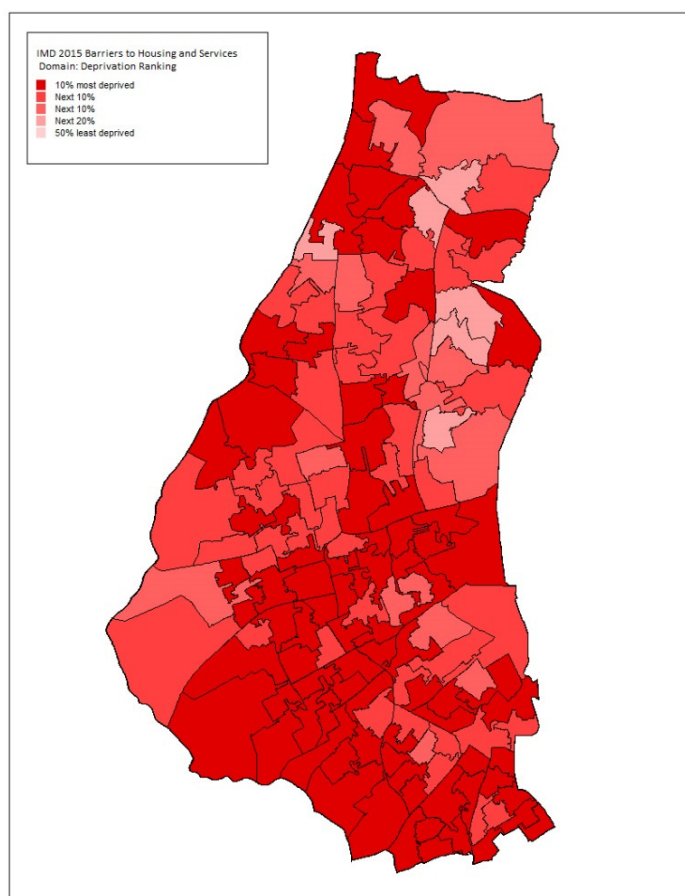 IMD 2015 Barriers to Housing and Services
Domain: Deprivation Ranking
10% most deprived
Next 10%
Next 10%
Next 20%
50% least deprived